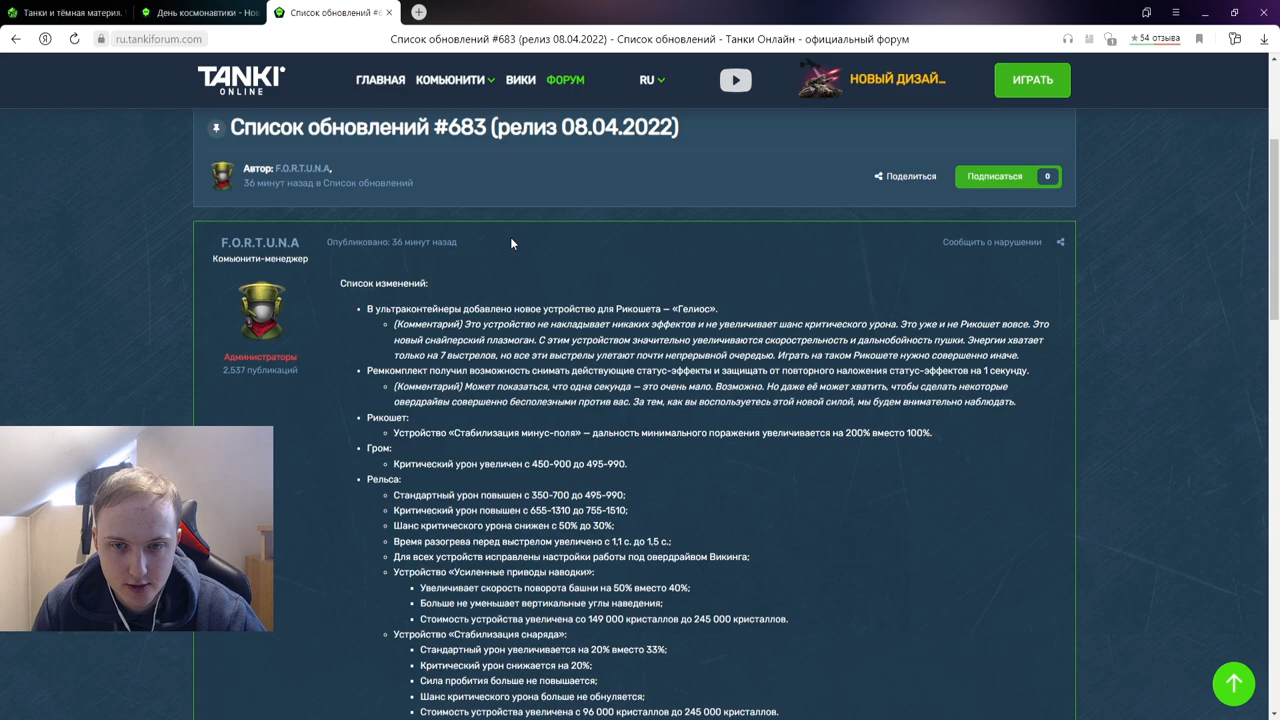 Танки и тёмная материя.
День космонавтики - Нов
Список обновлений #6
ru.tankiforum.com
Список обновлений #683 (релиз 08.04.2022) - Список обновлений - Танки Онлайн - официальный форум
54 отзыва
TANKI
ONLINE
ГЛАВНАЯ
КОМЬЮНИТИ
ВИКИ
ФОРУМ
RU
НОВЫЙ ДИЗАЙ...
ИГРАТЬ
Список обновлений #683 (релиз 08.04.2022)
Автор: F.O.R.T.U.N.A,
36 минут назад в Список обновлений
Поделиться
Подписаться 0
F.O.R.T.U.N.A
Комьюнити-менеджер
Администраторы
2,537 публикаций
Опубликовано: 36 минут назад
Сообщить о нарушении
Список изменений:
В ультраконтейнеры добавлено новое устройство для Рикошета — «Гелиос».
(Комментарий) Это устройство не накладывает никаких эффектов и не увеличивает шанс критического урона. Это уже и не Рикошет вовсе. Это
новый снайперский плазмоган. С этим устройством значительно увеличиваются скорострельность и дальнобойность пушки. Энергии хватает
только на 7 выстрелов, но все эти выстрелы улетают почти непрерывной очередью. Играть на таком Рикошете нужно совершенно иначе.
Ремкомплект получил возможность снимать действующие статус-эффекты и защищать от повторного наложения статус-эффектов на 1 секунду.
(Комментарий) Может показаться, что одна секунда — это очень мало. Возможно. Но даже её может хватить, чтобы сделать некоторые
овердрайвы совершенно бесполезными против вас. За тем, как вы воспользуетесь этой новой силой, мы будем внимательно наблюдать.
Рикошет:
Устройство «Стабилизация минус-поля» — дальность минимального поражения увеличивается на 200% вместо 100%.
Гром:
Критический урон увеличен с 450-900 до 495-990.
Рельса:
Стандартный урон повышен с 350-700 до 495-990;
Критический урон повышен с 655-1310 до 755-1510;
Шанс критического урона снижен с 50% до 30%;
Время разогрева перед выстрелом увеличено с 1,1 с. до 1.5 с.;
Для всех устройств исправлены настройки работы под овердрайвом Викинга;
Устройство «Усиленные приводы наводки»:
Увеличивает скорость поворота башни на 50% вместо 40%;
Больше не уменьшает вертикальные углы наведения;
Стоимость устройства увеличена со 149 000 кристаллов до 245 000 кристаллов.
Устройство «Стабилизация снаряда»:
Стандартный урон увеличивается на 20% вместо 33%;
Критический урон снижается на 20%;
Сила пробития больше не повышается;
Шанс критического урона больше не обнуляется;
Стоимость устройства увеличена с 96 000 кристаллов до 245 000 кристаллов.